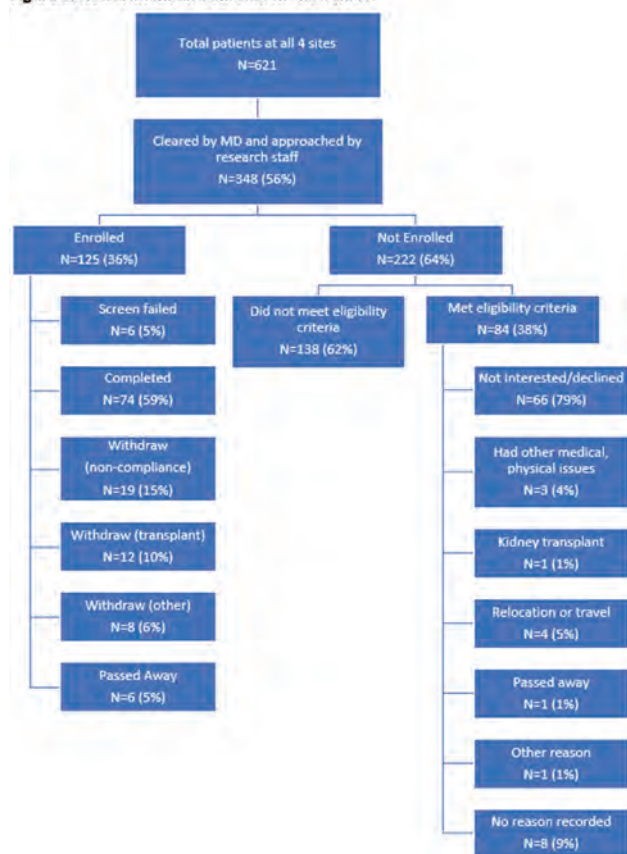 Total patients at all 4 sites
N=621
Cleared by MD and approached by
research staff
N=348 (56%)
Enrolled
N=125 (36%)
Not Enrolled
N=222 (64%)
Screen failed
N=6 (5%)
Completed
N=74 (59%)
Withdraw
(non-compliance)
N=19 (15%)
Withdraw (transplant)
N=12 (10%)
Withdraw (other)
N=8 (6%)
Passed Away
N=6 (5%)
Did not meet eligibility
criteria
N=138 (62%)
Met eligibility criteria
N=84 (38%)
Not interested/declined
N=66 (79%)
Had other medical,
physical issues
N=3 (4%)
Kidney transplant
N=1 (1%)
Relocation or travel
N=4 (5%)
Passed away
N=1 (1%)
Other reason
N=1 (1%)
No reason recorded
N=8 (9%)